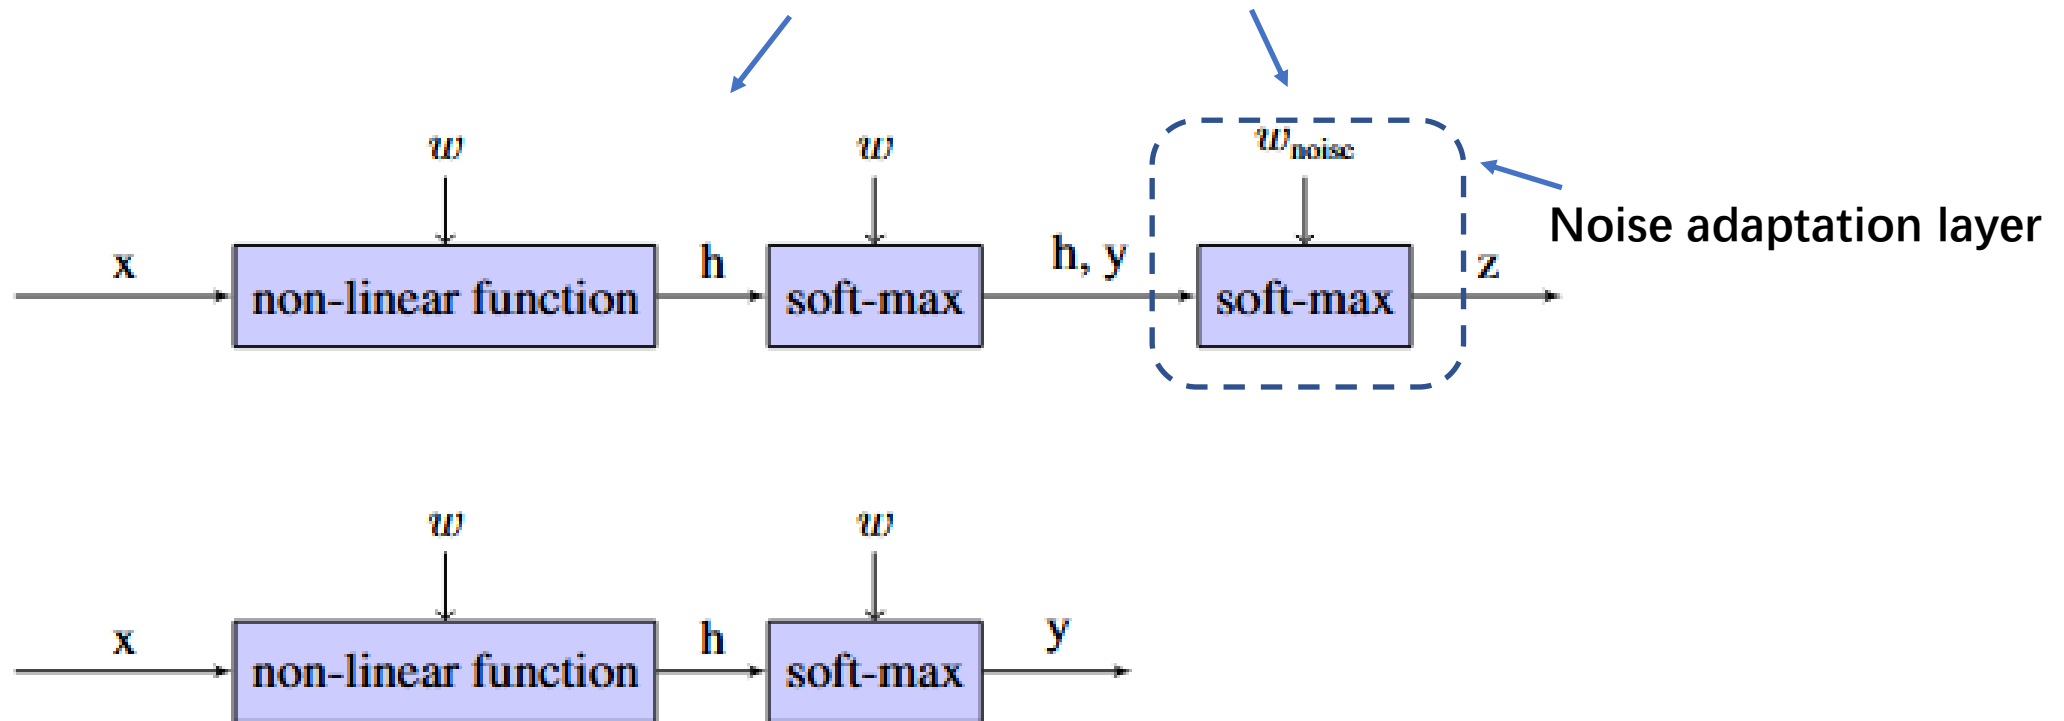 w w w_noise
Noise adaptation layer
x non-linear function h soft-max h, y soft-max z
w w
x non-linear function h soft-max y